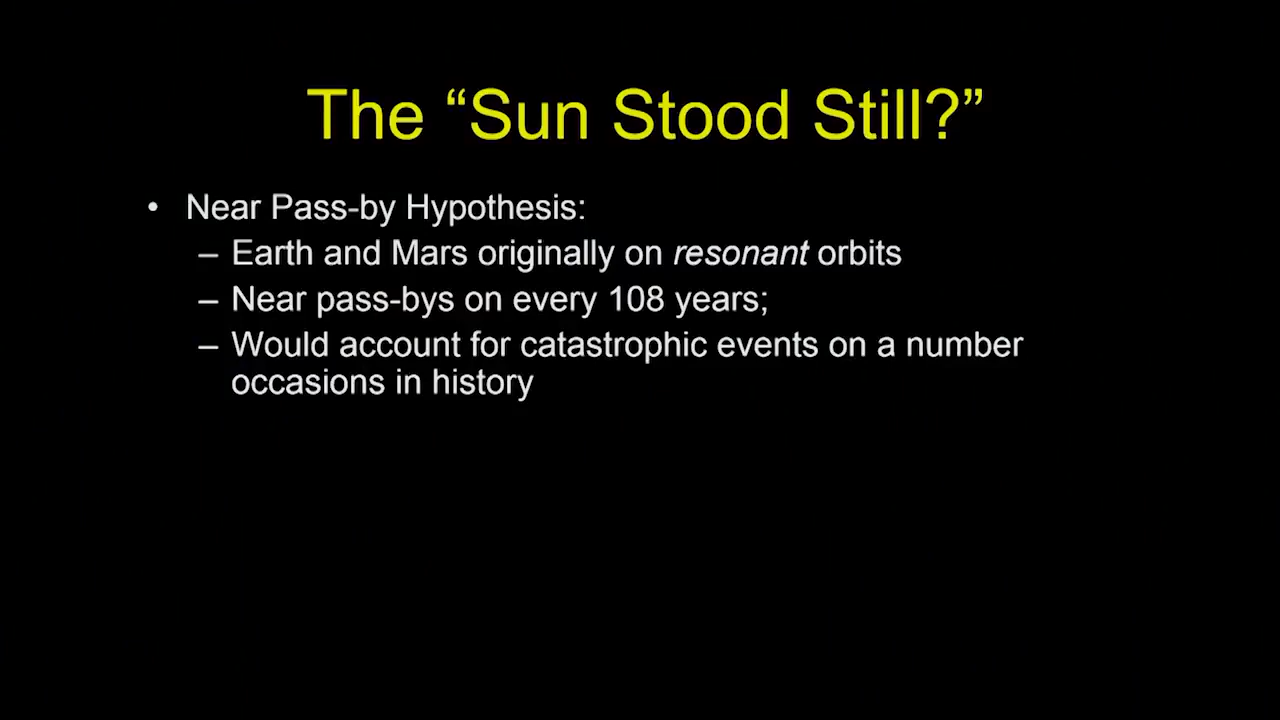 The “Sun Stood Still?”
• Near Pass-by Hypothesis:
– Earth and Mars originally on resonant orbits
– Near pass-bys on every 108 years;
– Would account for catastrophic events on a number
occasions in history